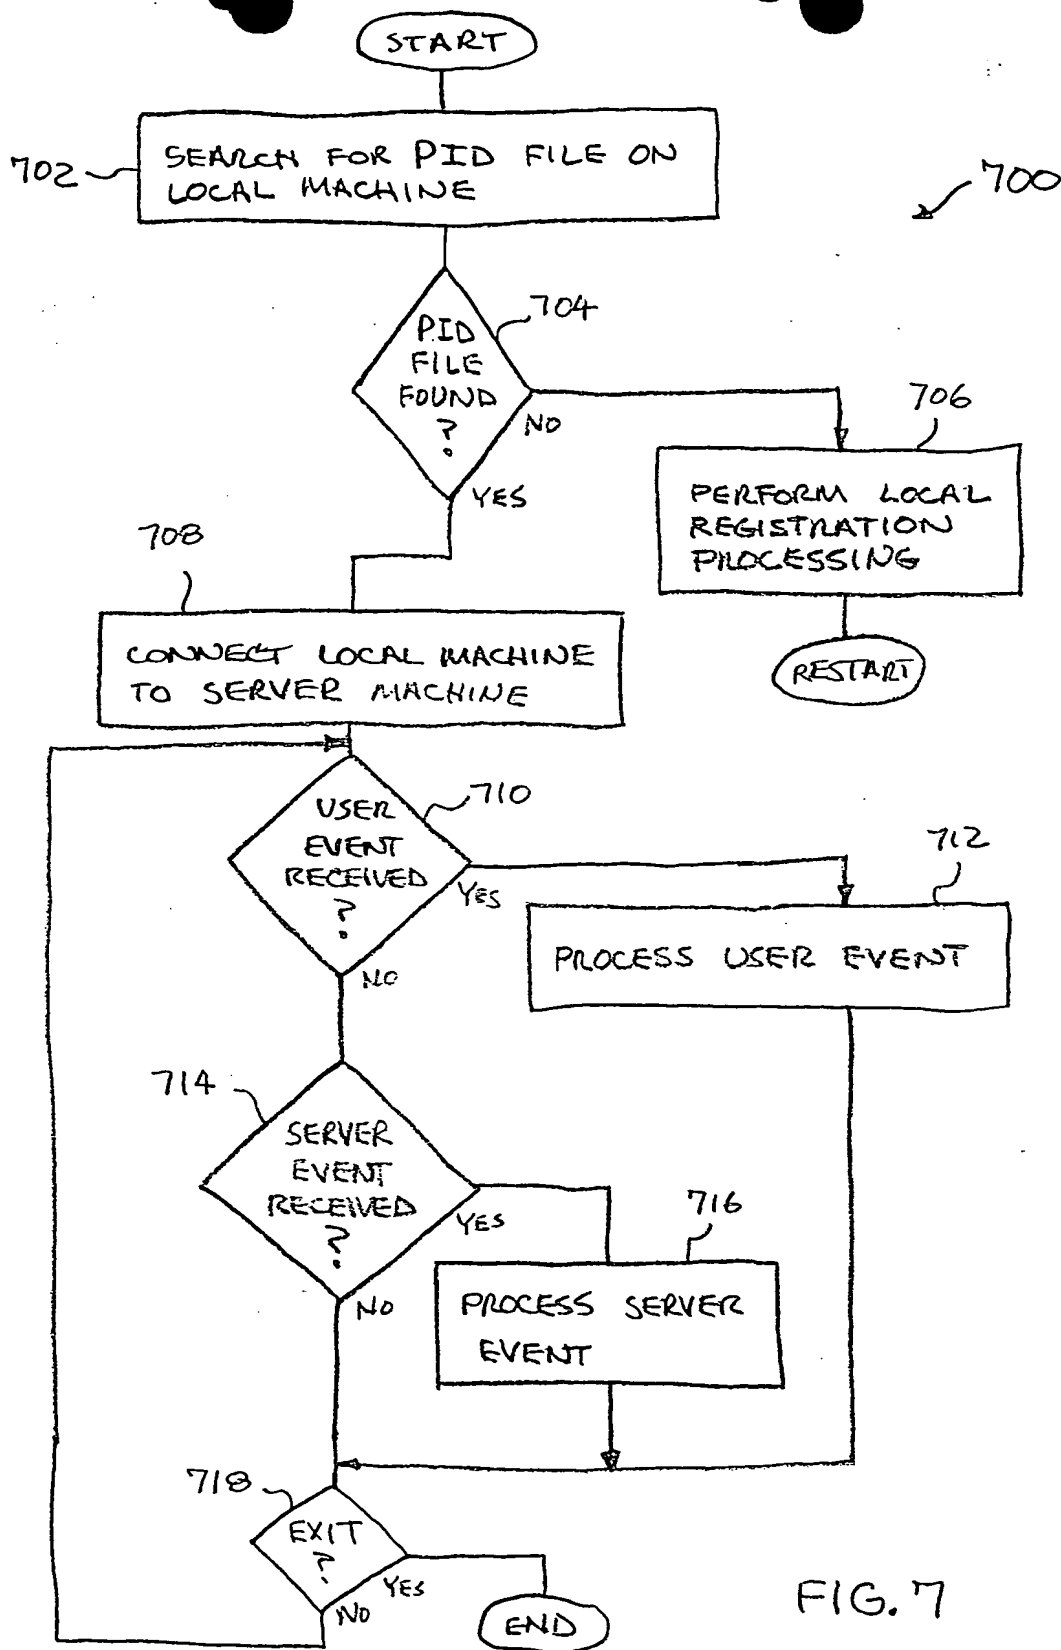 START
702
SEARCH FOR PID FILE ON
LOCAL MACHINE
700
704
PID
FILE
FOUND
?
NO
YES
706
PERFORM LOCAL
REGISTRATION
PROCESSING
RESTART
708
CONNECT LOCAL MACHINE
TO SERVER MACHINE
710
USER
EVENT
RECEIVED
?
YES
NO
712
PROCESS USER EVENT
714
SERVER
EVENT
RECEIVED
?
YES
NO
716
PROCESS SERVER
EVENT
718
EXIT
?
YES
NO
END
FIG. 7